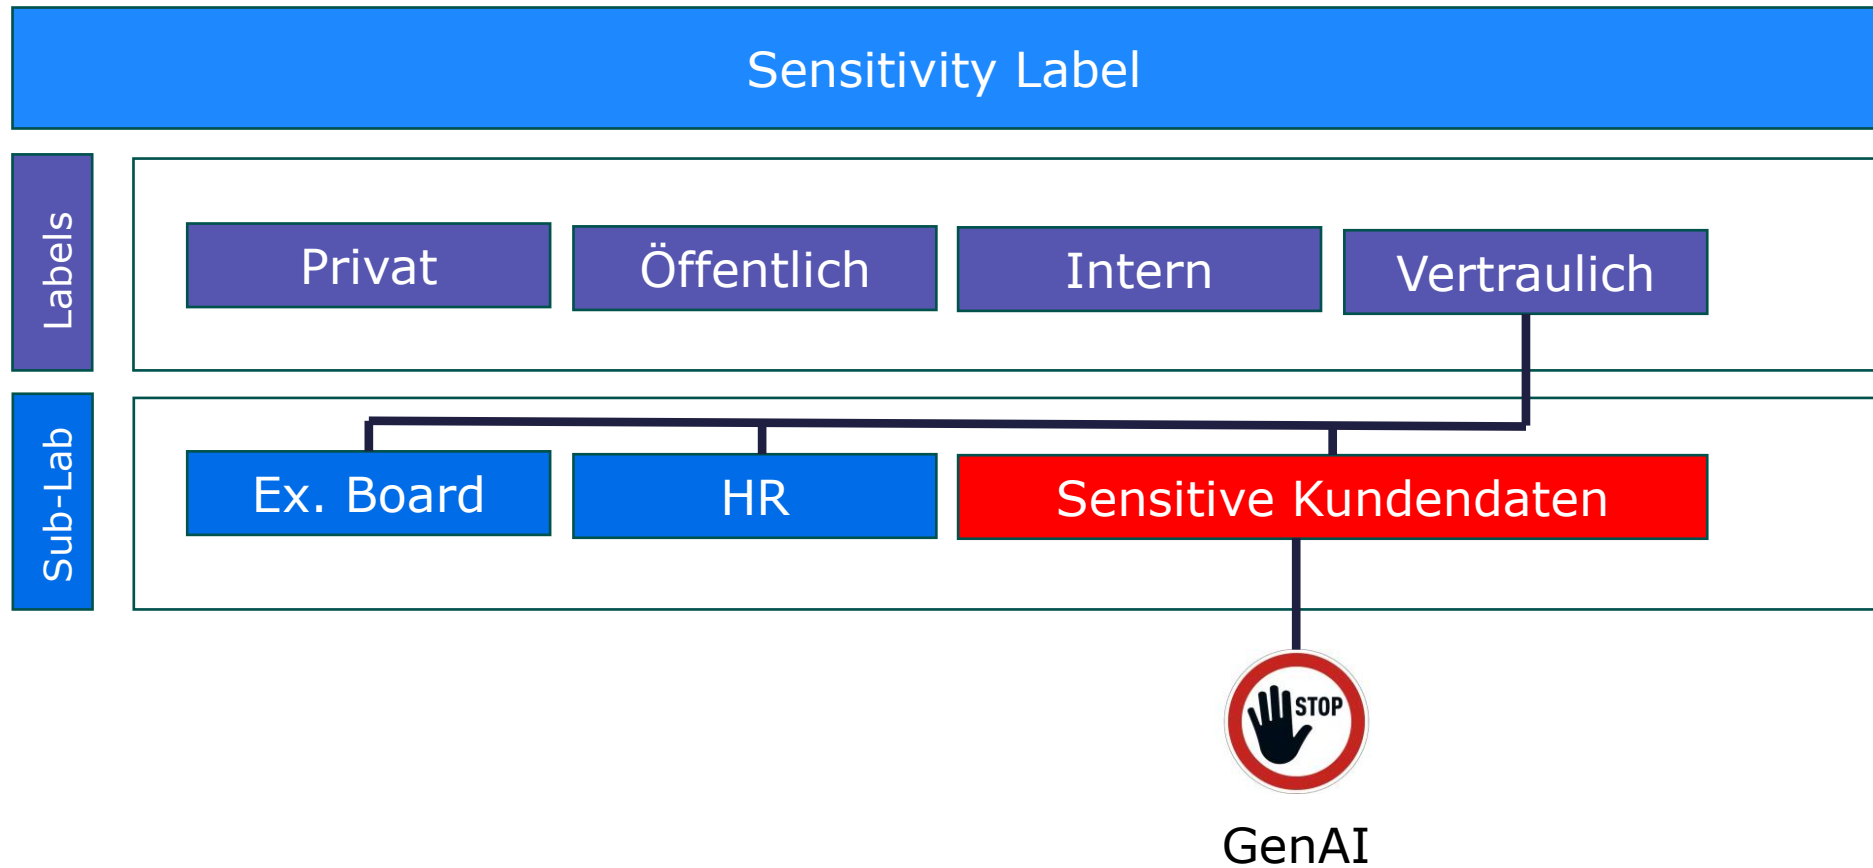 Sensitivity Label
Labels
Privat
Öffentlich
Intern
Vertraulich
Sub-Lab
Ex. Board
HR
Sensitive Kundendaten
STOP
GenAI